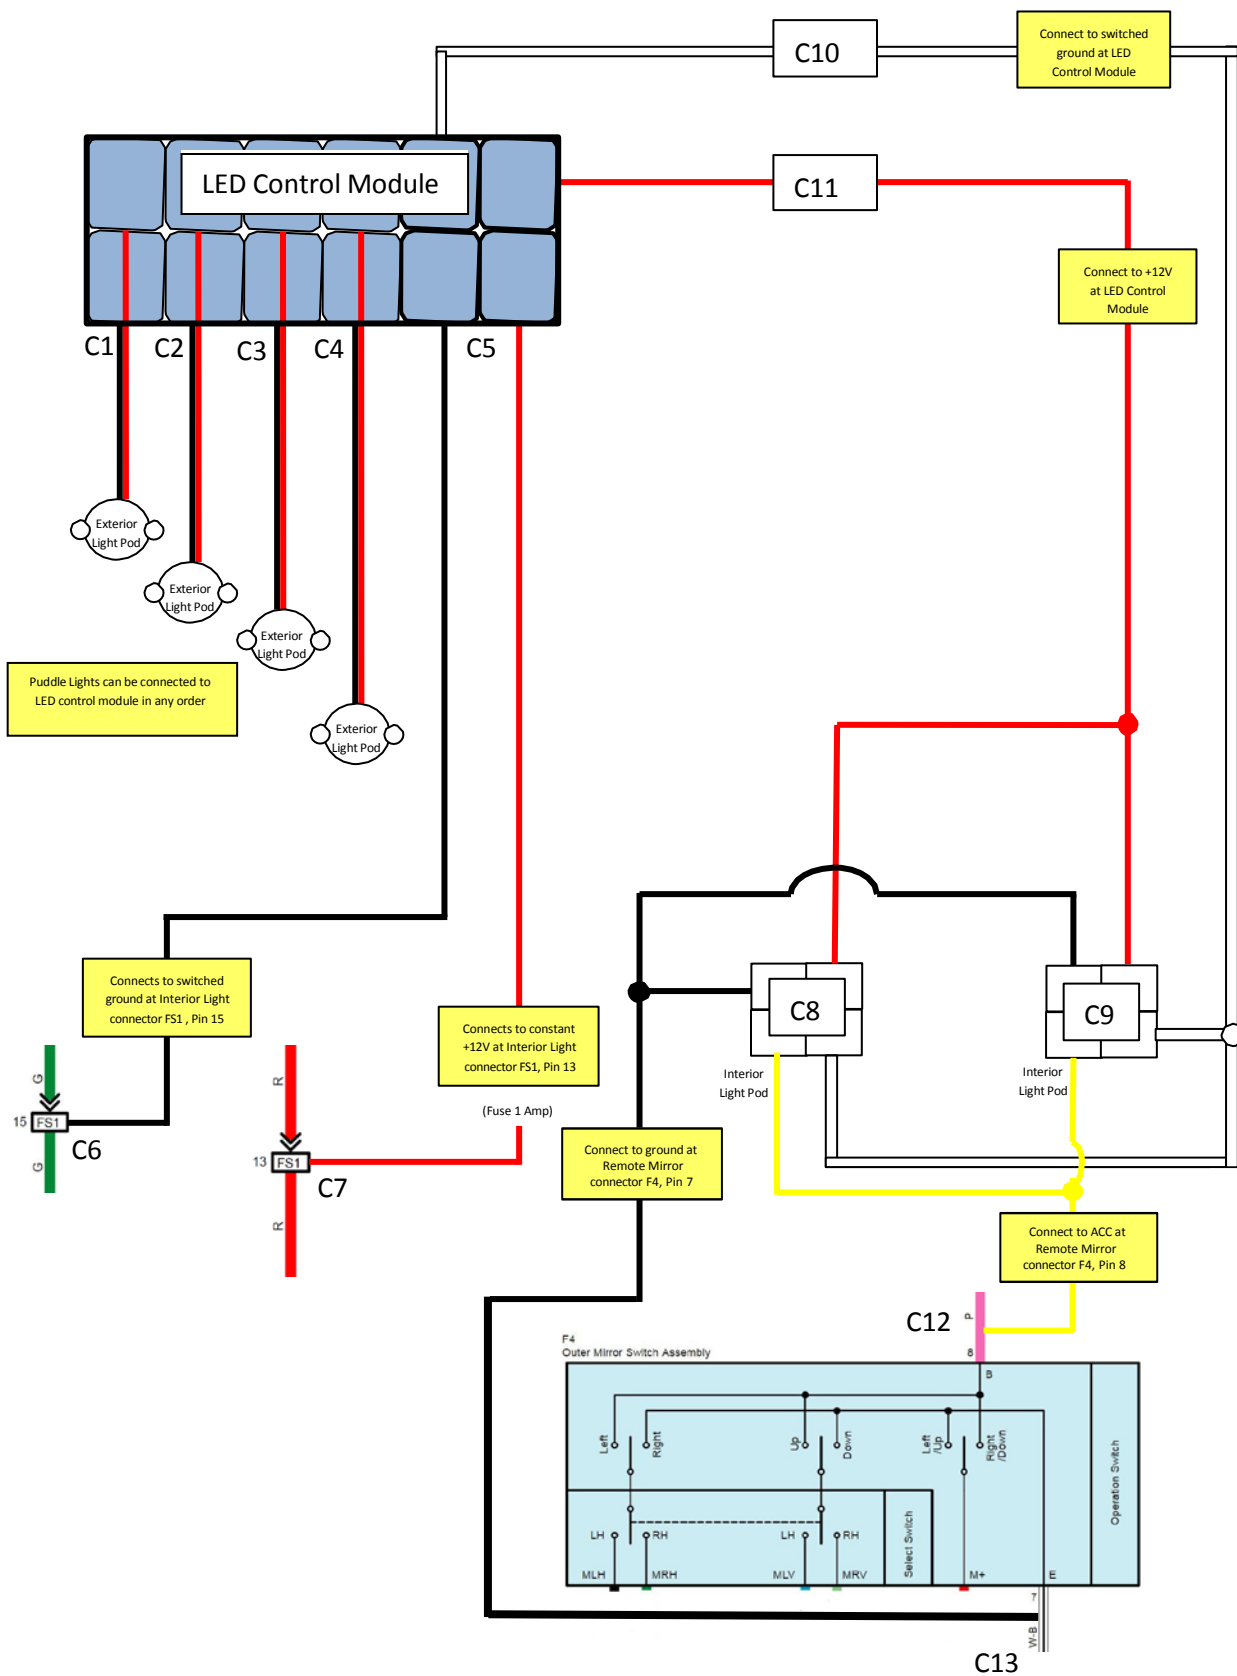 C10
Connect to switched
ground at LED
Control Module
LED Control Module
C11
Connect to +12V
at LED Control
Module
C1
C2
C3
C4
C5
Exterior
Light Pod
Exterior
Light Pod
Exterior
Light Pod
Exterior
Light Pod
Puddle Lights can be connected to
LED control module in any order
Connects to switched
ground at Interior Light
connector FS1 , Pin 15
Connects to constant
+12V at Interior Light
connector FS1, Pin 13
(Fuse 1 Amp)
C8
C9
Interior
Light Pod
Interior
Light Pod
G
15 FS1
C6
G
R
13 FS1
C7
R
Connect to ground at
Remote Mirror
connector F4, Pin 7
Connect to ACC at
Remote Mirror
connector F4, Pin 8
C12
P
8
F4
Outer Mirror Switch Assembly
B
Left
Right
Up
Down
Left
/Up
Right
/Down
Operation Switch
LH
RH
LH
RH
Select Switch
MLH
MRH
MLV
MRV
M+
E
7
W-B
C13